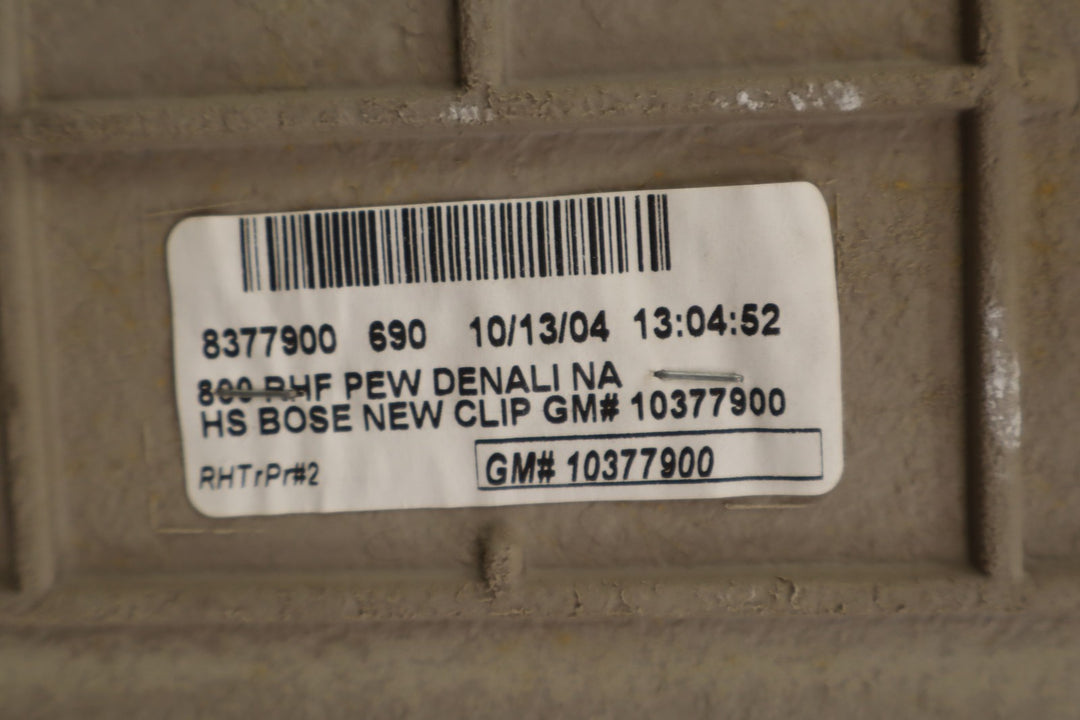 8377900 690 10/13/04 13:04:52
800 RHF PEW DENALI NA
HS BOSE NEW CLIP GM# 10377900
RHTrPr#2
GM# 10377900